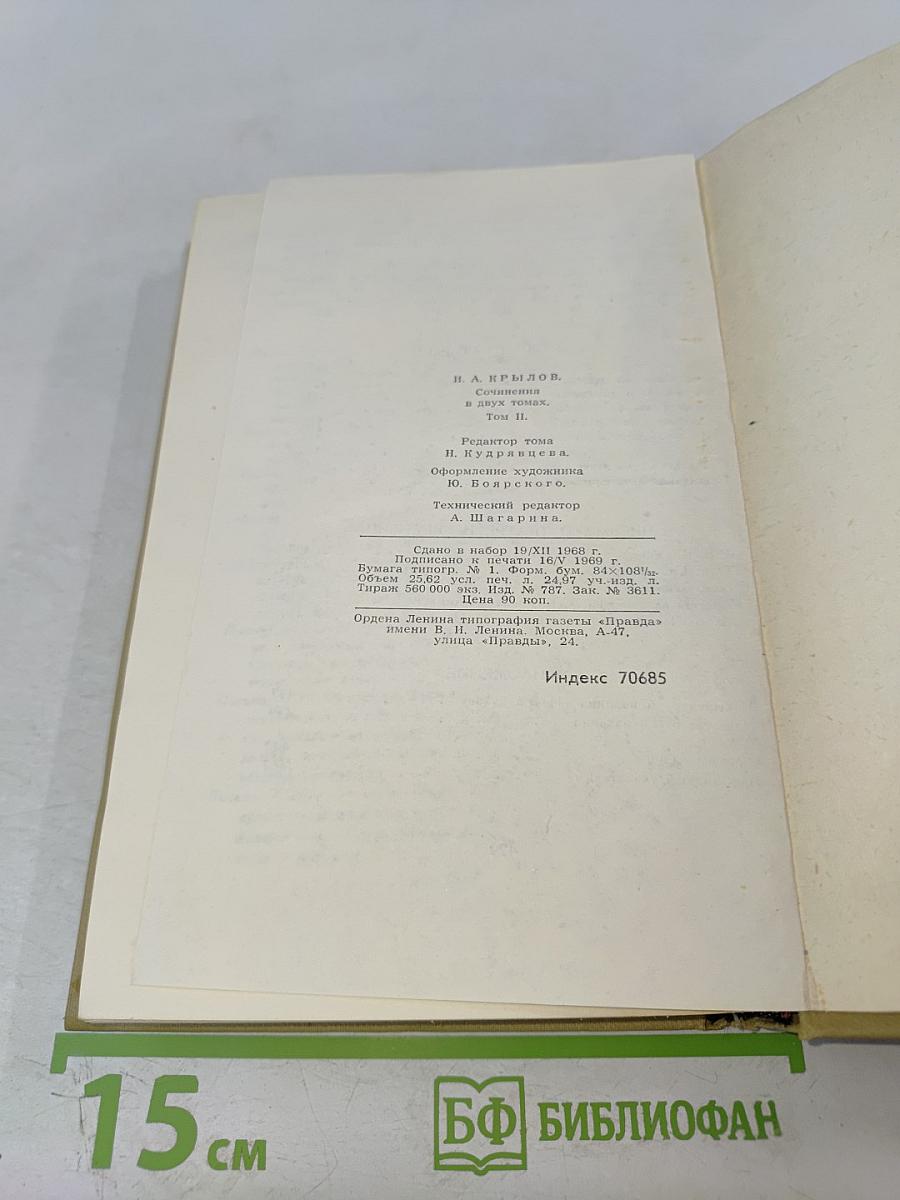 И. А. КРЫЛОВ.
Сочинения
в двух томах.
Том II.
Редактор тома
Н. Кудрявцева.
Оформление художника
Ю. Боярского.
Технический редактор
А. Шагарина.
Сдано в набор 19/XII 1968 г.
Подписано к печати 16/V 1969 г.
Бумага типогр. № 1. Форм. бум. 84×108¹/₃₂.
Объем 25,62 усл. печ. л. 24,97 уч.-изд. л.
Тираж 560 000 экз. Изд. № 787. Зак. № 3611.
Цена 90 коп.
Ордена Ленина типография газеты «Правда»
имени В. И. Ленина. Москва, А-47,
улица «Правды», 24.
Индекс 70685
15 см
БФ БИБЛИОФАН